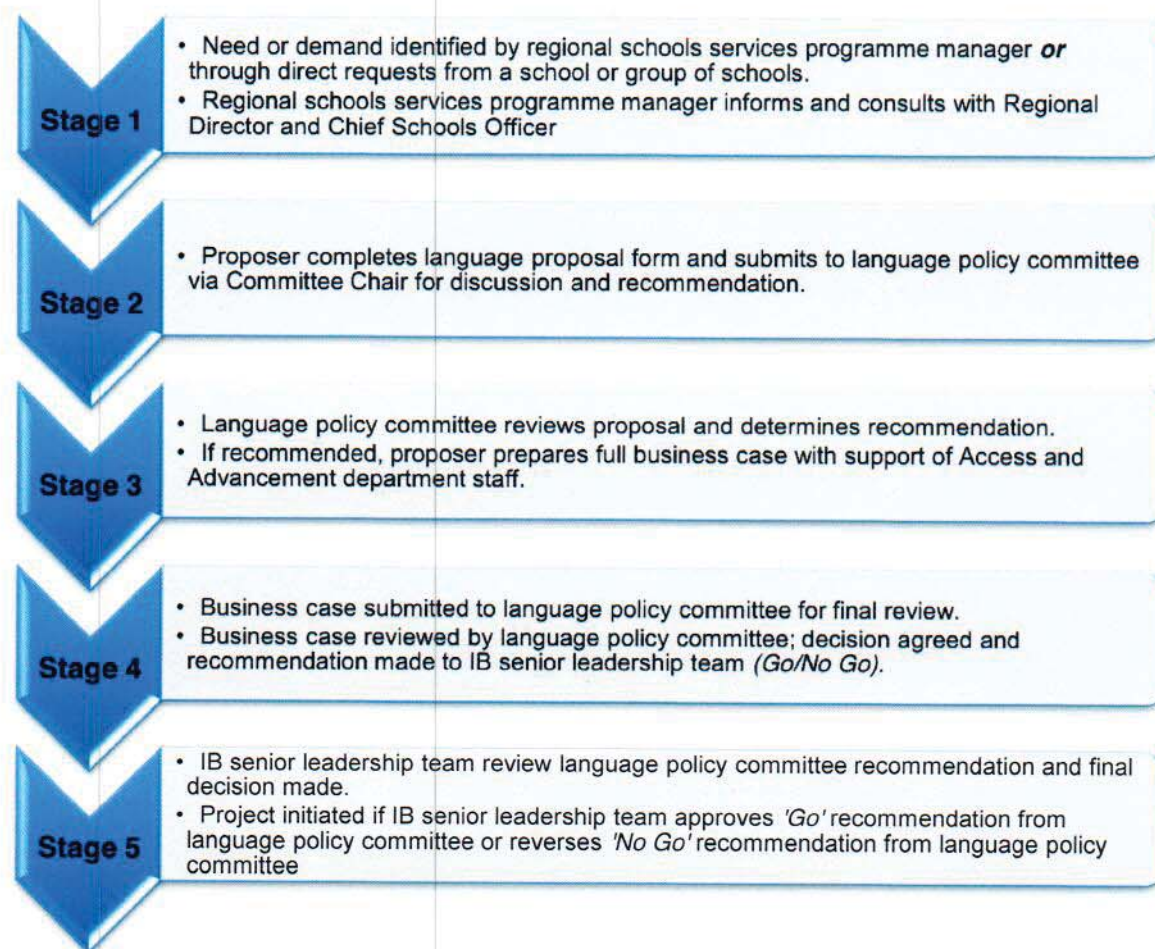 Stage 1
• Need or demand identified by regional schools services programme manager or
through direct requests from a school or group of schools.
• Regional schools services programme manager informs and consults with Regional
Director and Chief Schools Officer
Stage 2
• Proposer completes language proposal form and submits to language policy committee
via Committee Chair for discussion and recommendation.
Stage 3
• Language policy committee reviews proposal and determines recommendation.
• If recommended, proposer prepares full business case with support of Access and
Advancement department staff.
Stage 4
• Business case submitted to language policy committee for final review.
• Business case reviewed by language policy committee; decision agreed and
recommendation made to IB senior leadership team (Go/No Go).
Stage 5
• IB senior leadership team review language policy committee recommendation and final
decision made.
• Project initiated if IB senior leadership team approves 'Go' recommendation from
language policy committee or reverses 'No Go' recommendation from language policy
committee